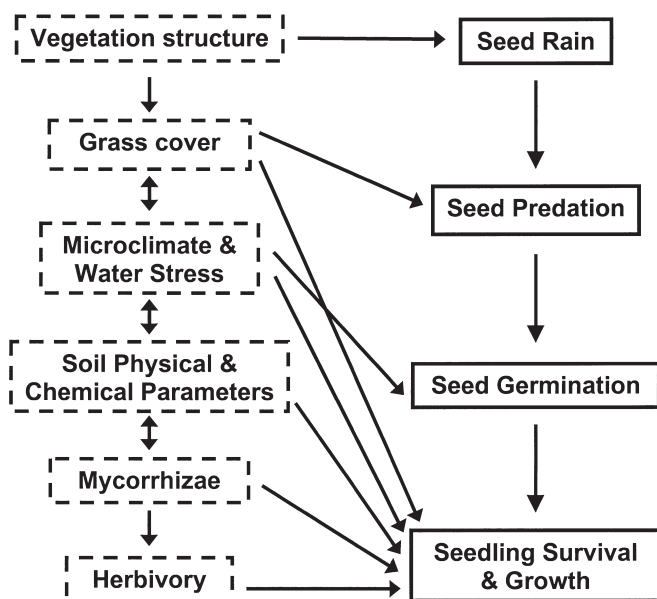 Vegetation structure
Seed Rain
Grass cover
Seed Predation
Microclimate &
Water Stress
Soil Physical &
Chemical Parameters
Seed Germination
Mycorrhizae
Seedling Survival
& Growth
Herbivory